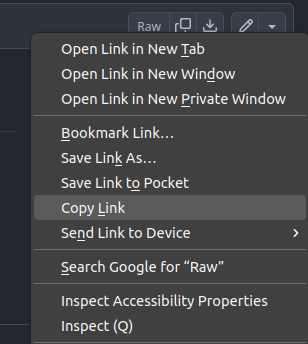 Raw
Open Link in New Tab
Open Link in New Window
Open Link in New Private Window
Bookmark Link…
Save Link As…
Save Link to Pocket
Copy Link
Send Link to Device
Search Google for “Raw”
Inspect Accessibility Properties
Inspect (Q)